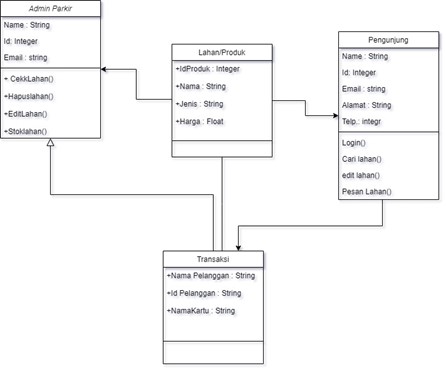 Admin Parkir
Name : String
Id: Integer
Email : string
+ CekkLahan()
+Hapuslahan()
+EditLahan()
+Stoklahan()
Lahan/Produk
+IdProduk : Integer
+Nama : String
+Jenis : String
+Harga : Float
Pengunjung
Name : String
Id: Integer
Email : string
Alamat : String
Telp.: integr
Login()
Cari lahan()
edit lahan()
Pesan Lahan()
Transaksi
+Nama Pelanggan : String
+Id Pelanggan : String
+NamaKartu : String